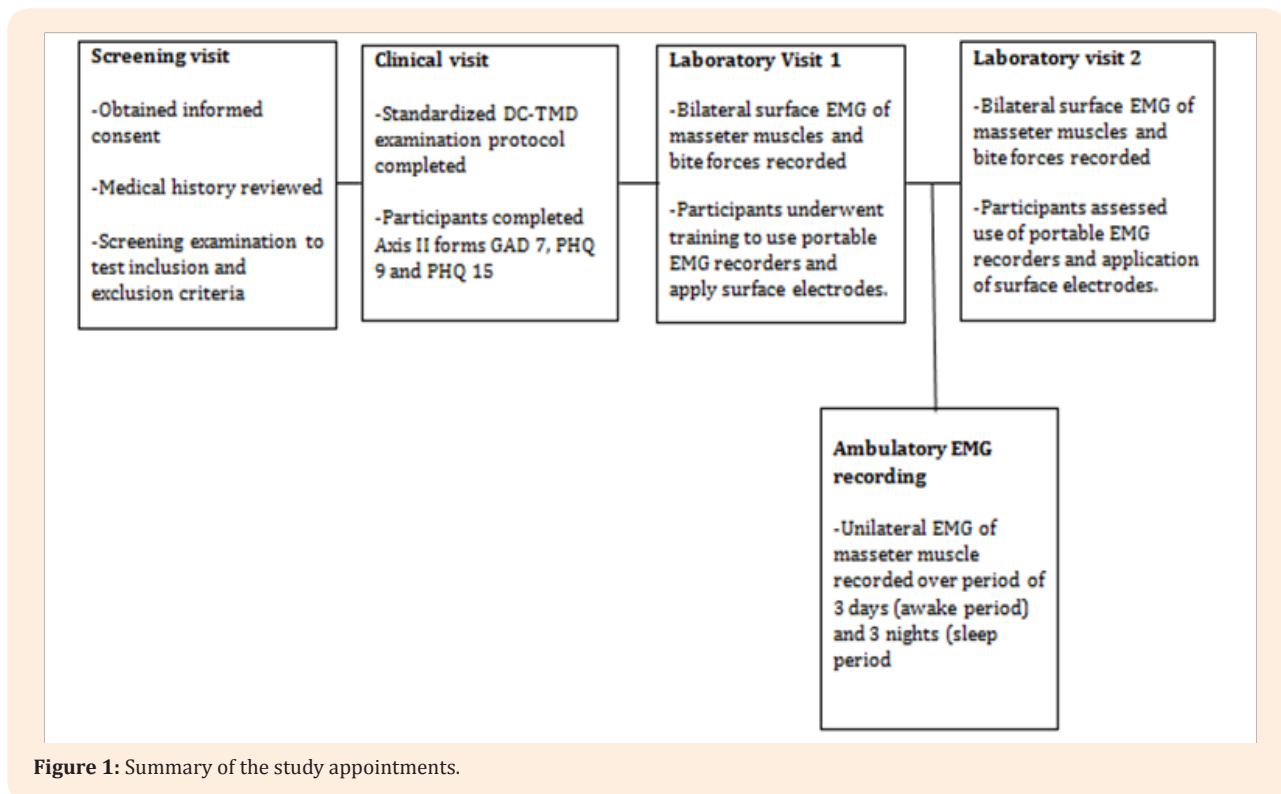 Screening visit
-Obtained informed
consent
-Medical history reviewed
-Screening examination to
test inclusion and
exclusion criteria
Clinical visit
-Standardized DC-TMD
examination protocol
completed
-Participants completed
Axis II forms GAD 7, PHQ
9 and PHQ 15
Laboratory Visit 1
-Bilateral surface EMG of
masseter muscles and
bite forces recorded
-Participants underwent
training to use portable
EMG recorders and
apply surface electrodes.
Laboratory visit 2
-Bilateral surface EMG of
masseter muscles and
bite forces recorded
-Participants assessed
use of portable EMG
recorders and application
of surface electrodes.
Ambulatory EMG
recording
-Unilateral EMG of
masseter muscle
recorded over period of
3 days (awake period)
and 3 nights (sleep
period
Figure 1: Summary of the study appointments.